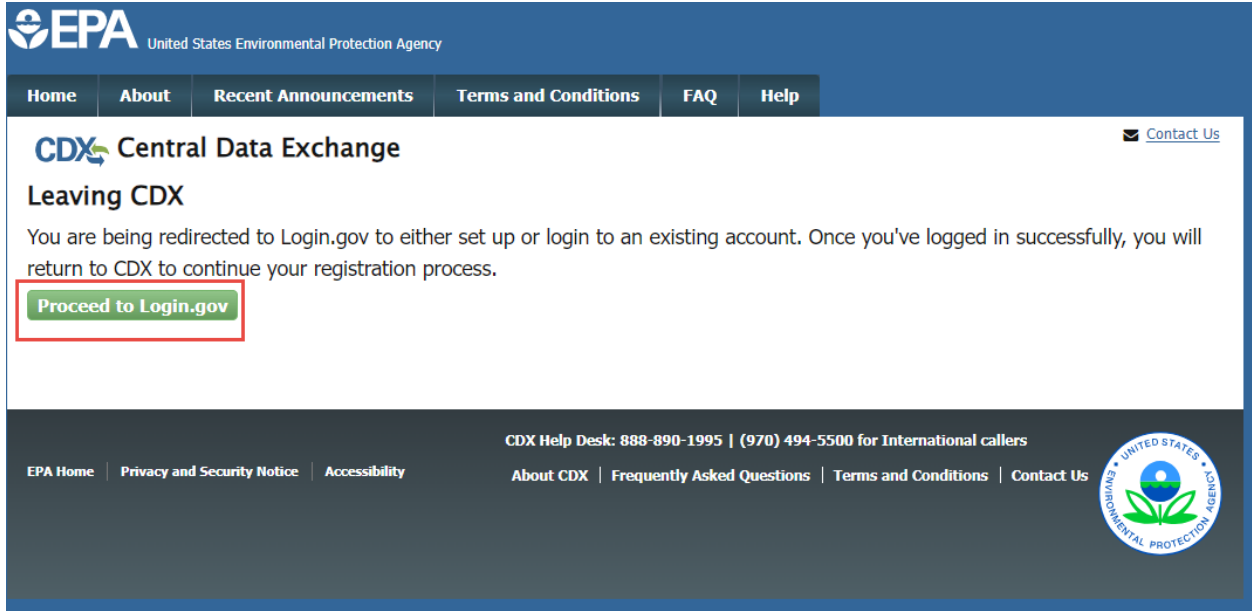 EPA United States Environmental Protection Agency
Home About Recent Announcements Terms and Conditions FAQ Help
Contact Us
CDX Central Data Exchange
Leaving CDX
You are being redirected to Login.gov to either set up or login to an existing account. Once you've logged in successfully, you will
return to CDX to continue your registration process.
Proceed to Login.gov
CDX Help Desk: 888-890-1995 | (970) 494-5500 for International callers
EPA Home | Privacy and Security Notice | Accessibility
About CDX | Frequently Asked Questions | Terms and Conditions | Contact Us
UNITED STATES
ENVIRONMENTAL PROTECTION AGENCY